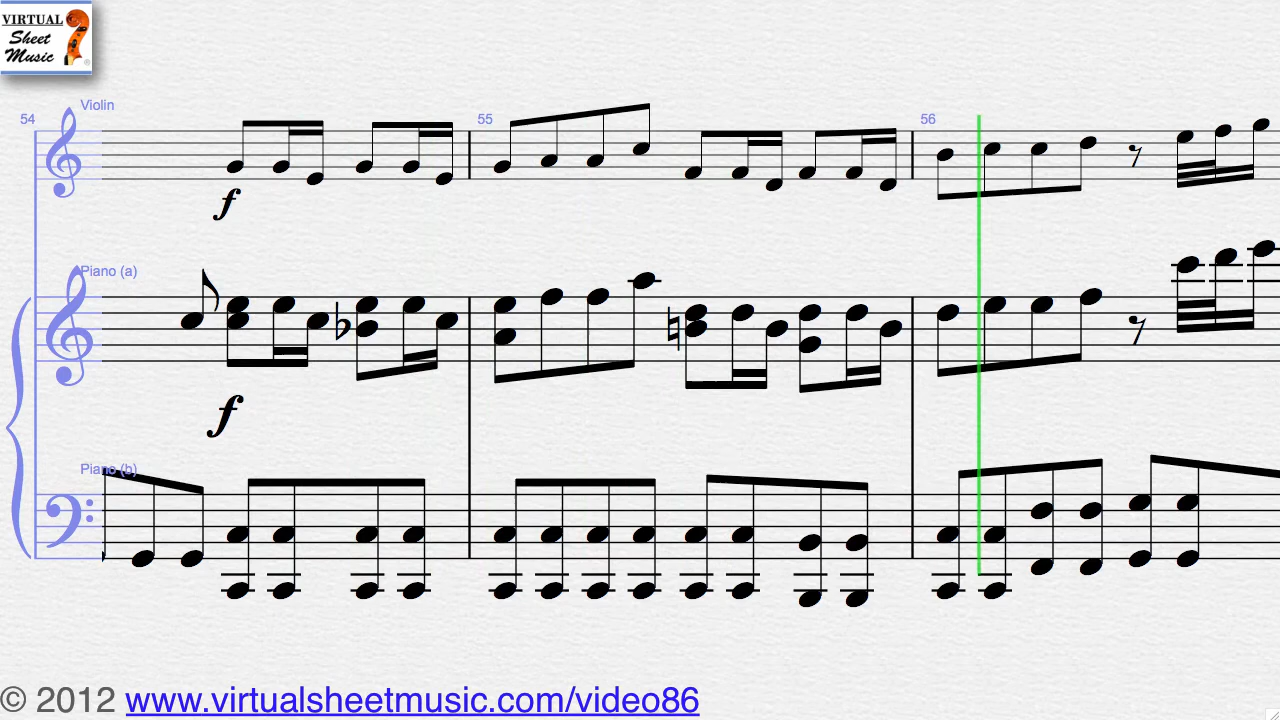 VIRTUAL
Sheet
Music
®
Violin
54
55
56
f
Piano (a)
f
Piano (b)
© 2012 www.virtualsheetmusic.com/video86